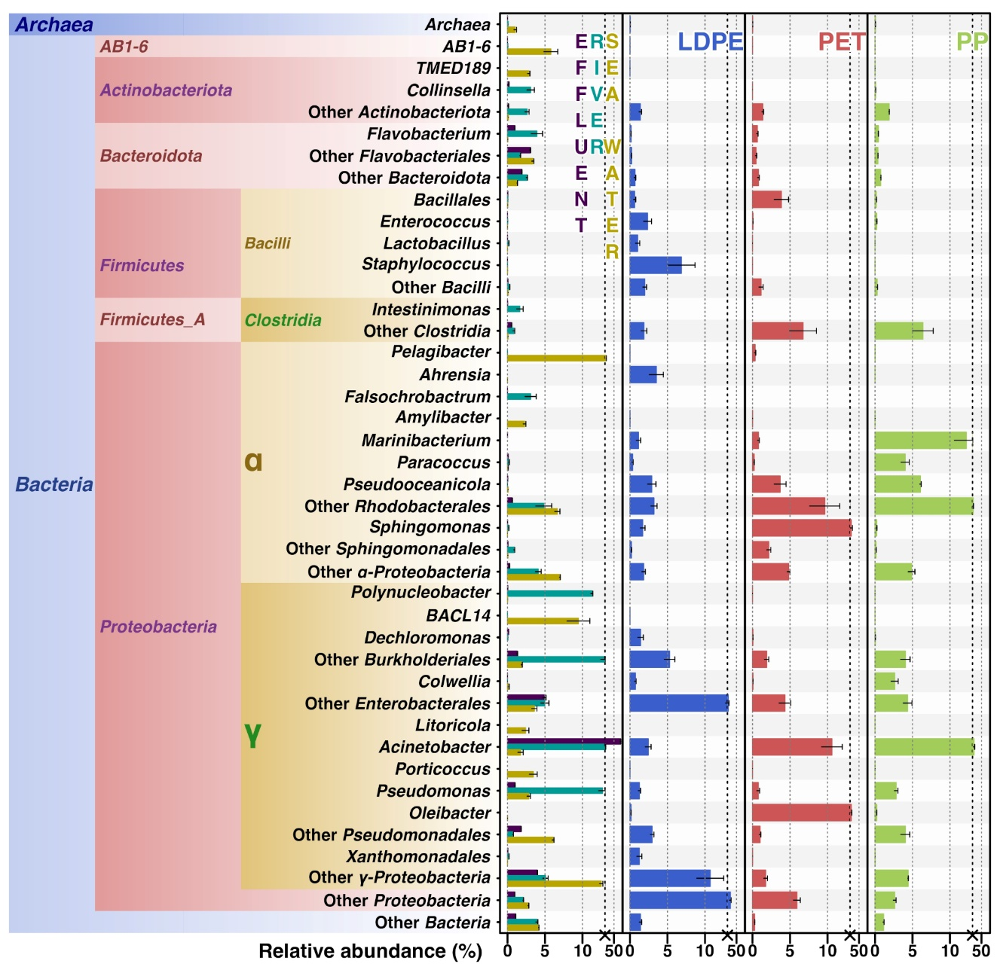 Archaea
Bacteria
AB1-6
Actinobacteriota
Bacteroidota
Firmicutes
Firmicutes_A
Proteobacteria
Bacilli
Clostridia
α
γ
Archaea
AB1-6
TMED189
Collinsella
Other Actinobacteriota
Flavobacterium
Other Flavobacteriales
Other Bacteroidota
Bacillales
Enterococcus
Lactobacillus
Staphylococcus
Other Bacilli
Intestinimonas
Other Clostridia
Pelagibacter
Ahrensia
Falsochrobactrum
Amylibacter
Marinibacterium
Paracoccus
Pseudooceanicola
Other Rhodobacterales
Sphingomonas
Other Sphingomonadales
Other α-Proteobacteria
Polynucleobacter
BACL14
Dechloromonas
Other Burkholderiales
Colwellia
Other Enterobacterales
Litoricola
Acinetobacter
Porticoccus
Pseudomonas
Oleibacter
Other Pseudomonadales
Xanthomonadales
Other γ-Proteobacteria
Other Proteobacteria
Other Bacteria
EFFLUENT
RIVER
SEAWATER
LDPE
PET
PP
Relative abundance (%)
0 5 10 50
0 5 10 50
0 5 10 50
0 5 10 50